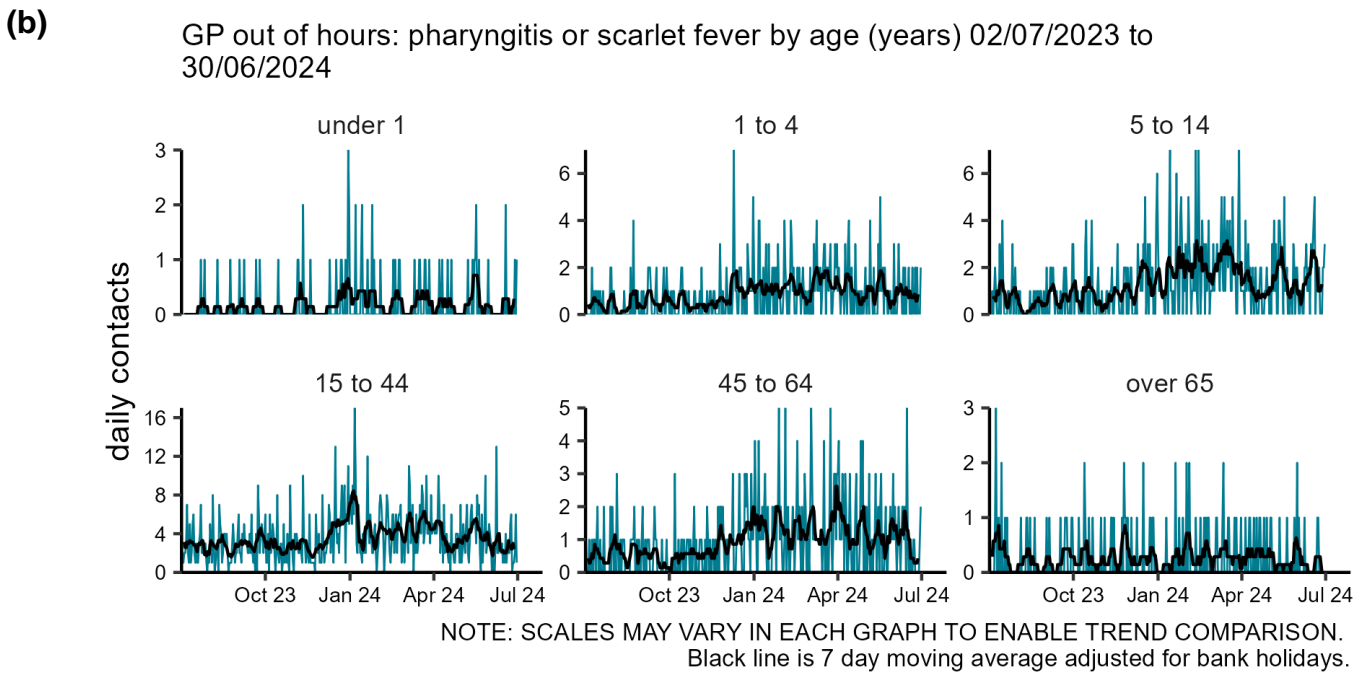 (b)
GP out of hours: pharyngitis or scarlet fever by age (years) 02/07/2023 to
30/06/2024
daily contacts
under 1
3
2
1
0
1 to 4
6
4
2
0
5 to 14
6
4
2
0
15 to 44
16
12
8
4
0
Oct 23 Jan 24 Apr 24 Jul 24
45 to 64
5
4
3
2
1
0
Oct 23 Jan 24 Apr 24 Jul 24
over 65
3
2
1
0
Oct 23 Jan 24 Apr 24 Jul 24
NOTE: SCALES MAY VARY IN EACH GRAPH TO ENABLE TREND COMPARISON.
Black line is 7 day moving average adjusted for bank holidays.